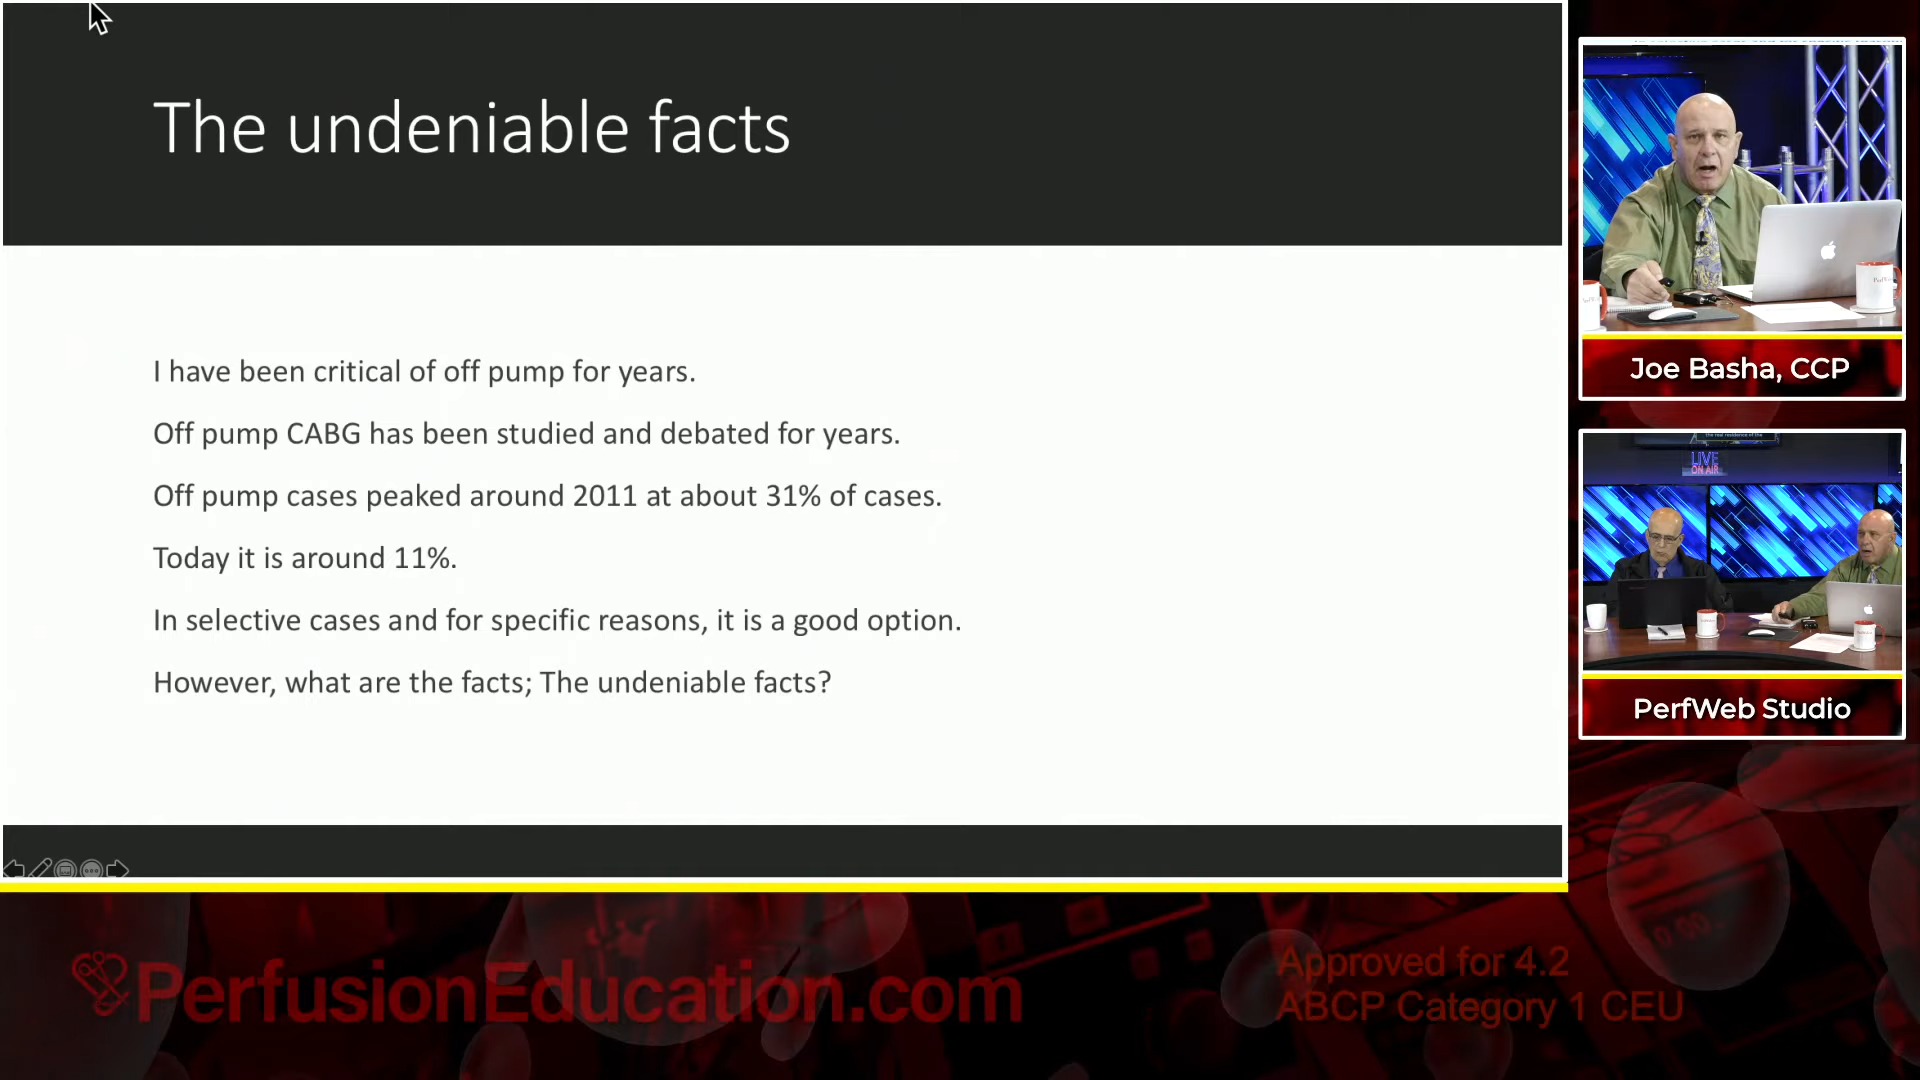 The undeniable facts
I have been critical of off pump for years.
Off pump CABG has been studied and debated for years.
Off pump cases peaked around 2011 at about 31% of cases.
Today it is around 11%.
In selective cases and for specific reasons, it is a good option.
However, what are the facts; The undeniable facts?
Joe Basha, CCP
LIVE
ON AIR
PerfWeb Studio
PerfusionEducation.com
Approved for 4.2
ABCP Category 1 CEU